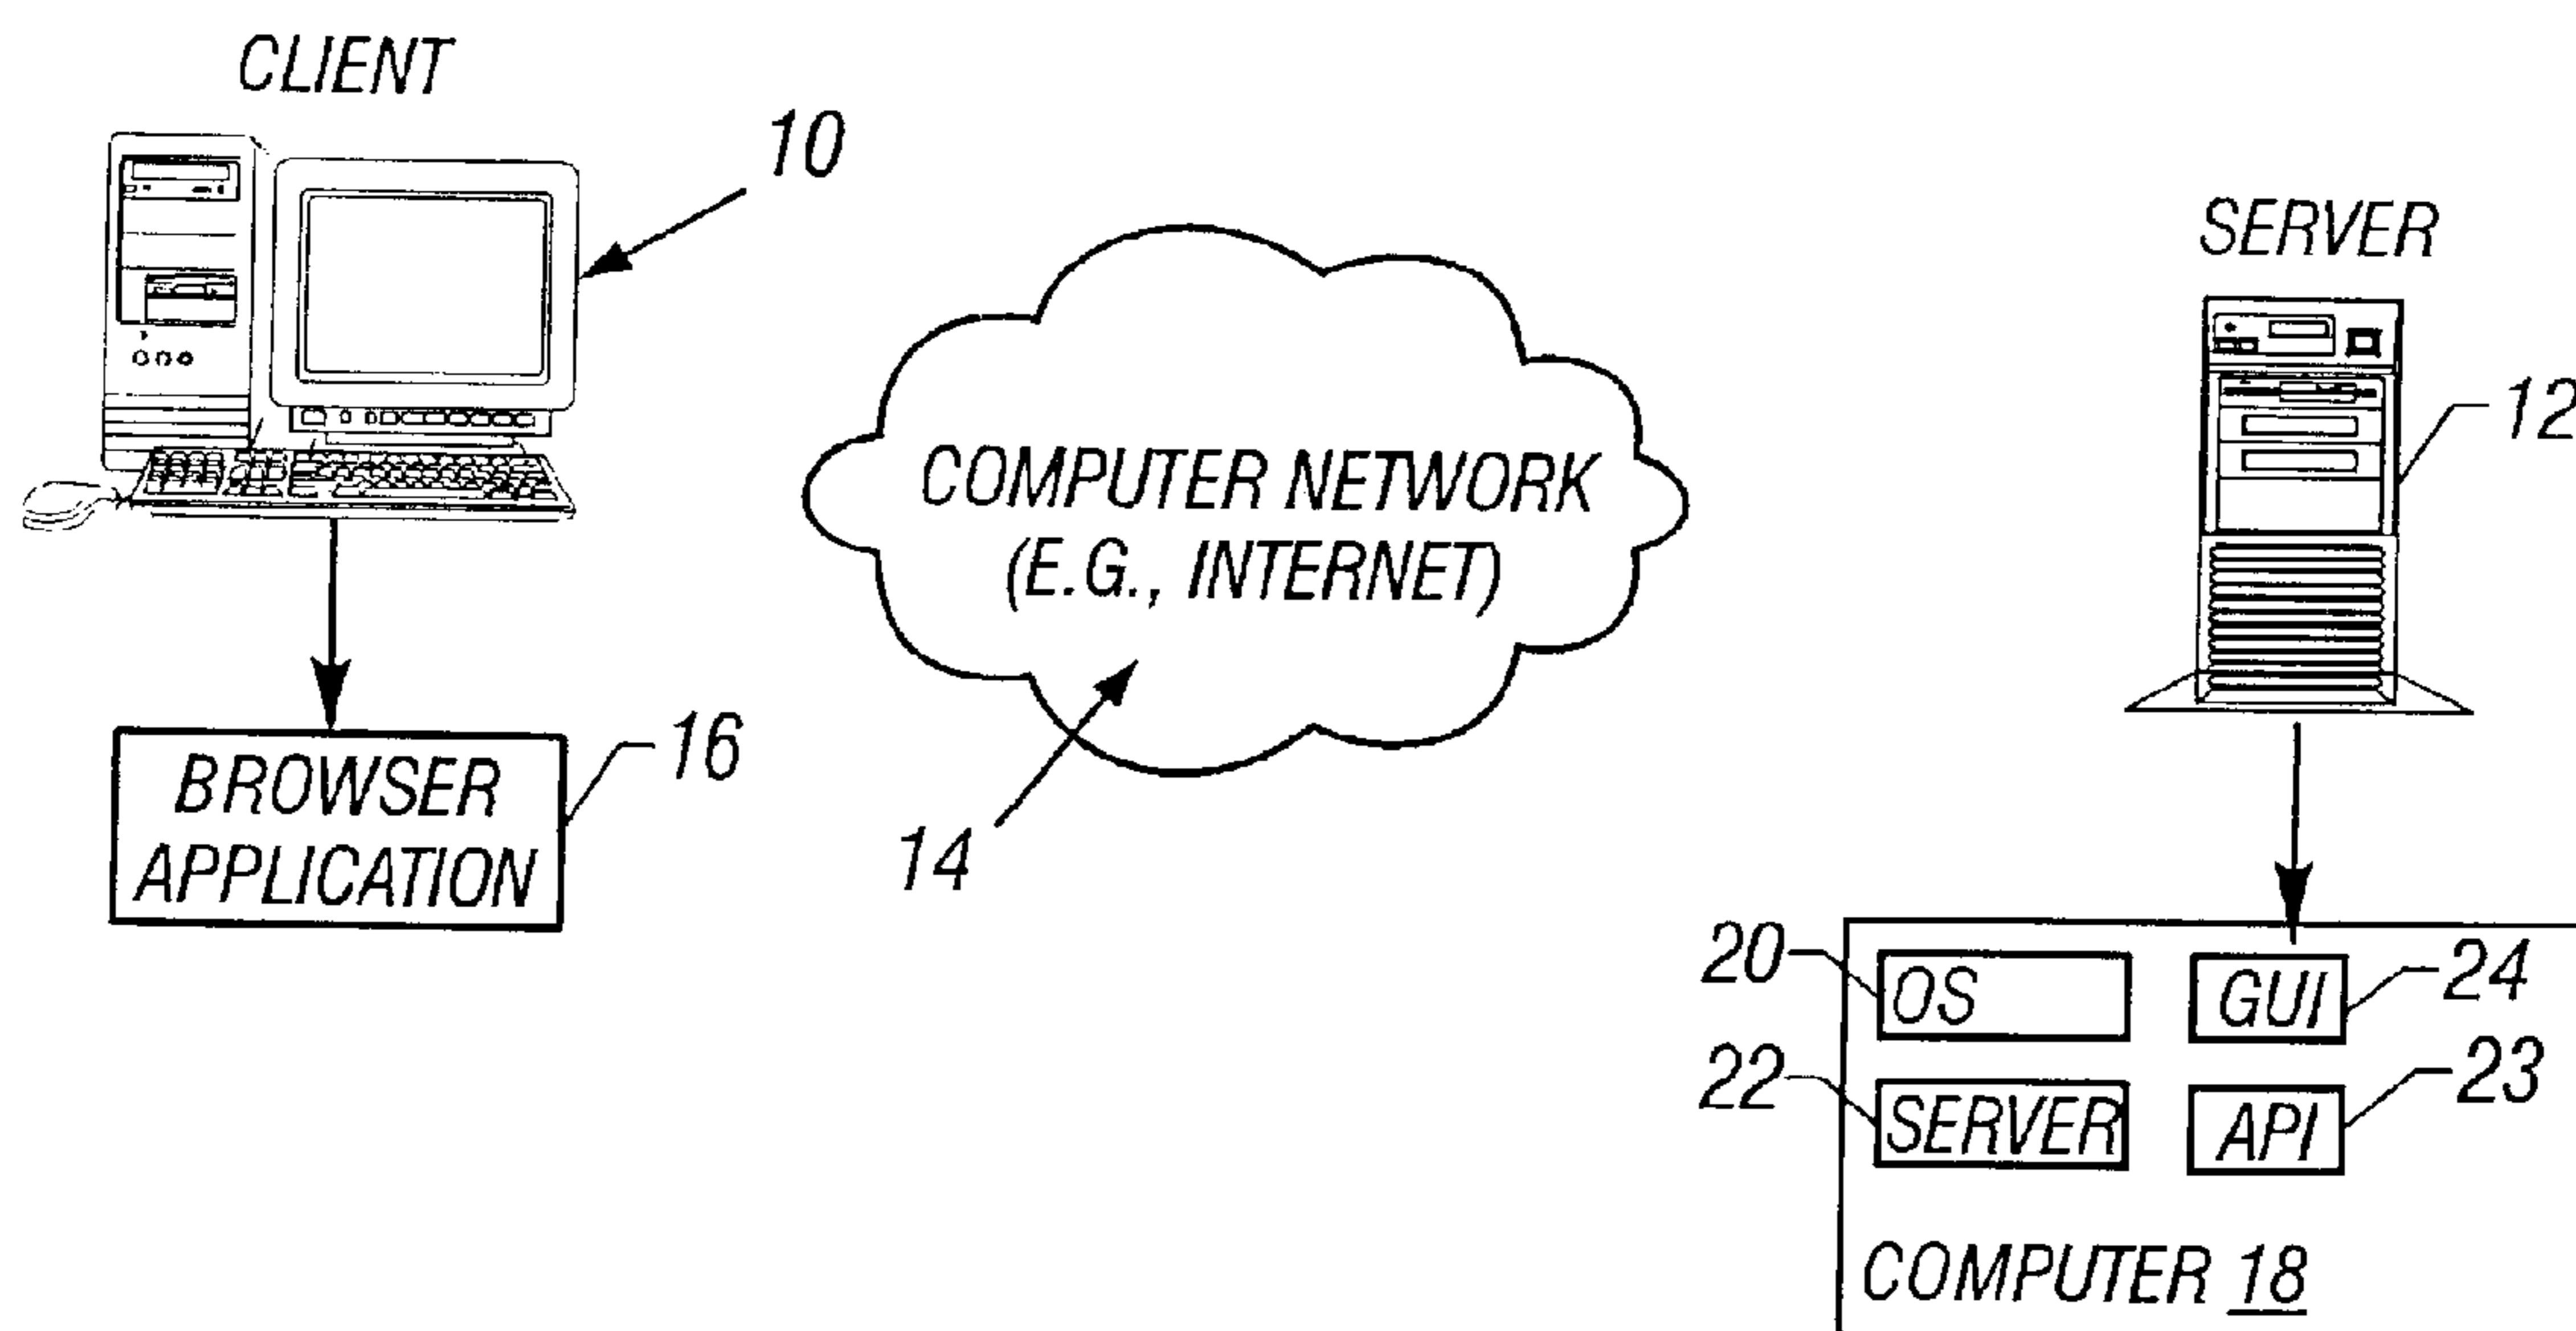 CLIENT
10
SERVER
12
COMPUTER NETWORK
(E.G., INTERNET)
14
BROWSER
APPLICATION
16
20
OS
GUI
24
22
SERVER
API
23
COMPUTER 18